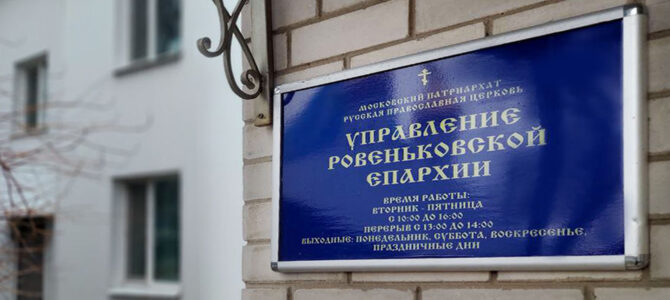 МОСКОВСКИЙ ПАТРИАРХАТ
РУССКАЯ ПРАВОСЛАВНАЯ ЦЕРКОВЬ
УПРАВЛЕНИЕ
РОВЕНЬКОВСКОЙ
ЕПАРХИИ
ВРЕМЯ РАБОТЫ:
ВТОРНИК - ПЯТНИЦА
С 10:00 ДО 16:00
ПЕРЕРЫВ С 13:00 ДО 14:00
ВЫХОДНЫЕ: ПОНЕДЕЛЬНИК, СУББОТА, ВОСКРЕСЕНЬЕ,
ПРАЗДНИЧНЫЕ ДНИ